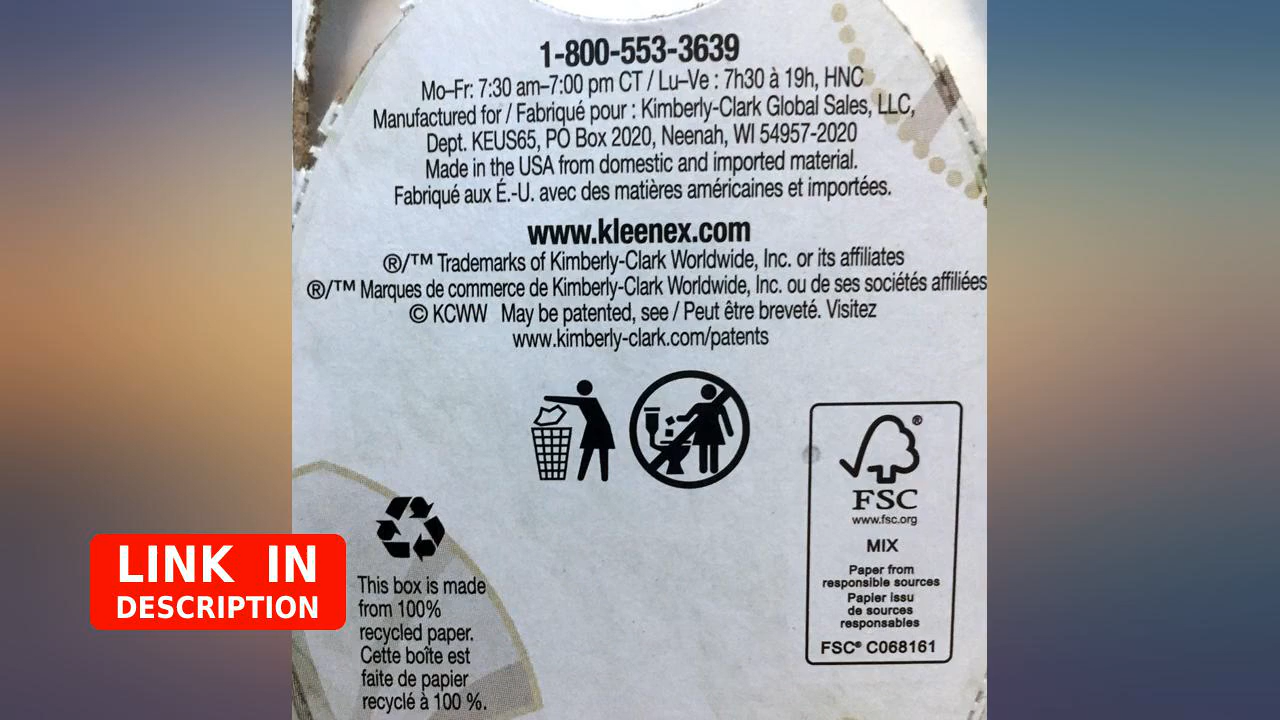 1-800-553-3639
Mo–Fr: 7:30 am–7:00 pm CT / Lu–Ve : 7h30 à 19h, HNC
Manufactured for / Fabriqué pour : Kimberly-Clark Global Sales, LLC,
Dept. KEUS65, PO Box 2020, Neenah, WI 54957-2020
Made in the USA from domestic and imported material.
Fabriqué aux É.-U. avec des matières américaines et importées.
www.kleenex.com
®/™ Trademarks of Kimberly-Clark Worldwide, Inc. or its affiliates
®/™ Marques de commerce de Kimberly-Clark Worldwide, Inc. ou de ses sociétés affiliées
© KCWW May be patented, see / Peut être breveté. Visitez
www.kimberly-clark.com/patents
FSC
®
www.fsc.org
MIX
Paper from
responsible sources
Papier issu
de sources
responsables
FSC® C068161
This box is made
from 100%
recycled paper.
Cette boîte est
faite de papier
recyclé à 100 %.
LINK IN
DESCRIPTION